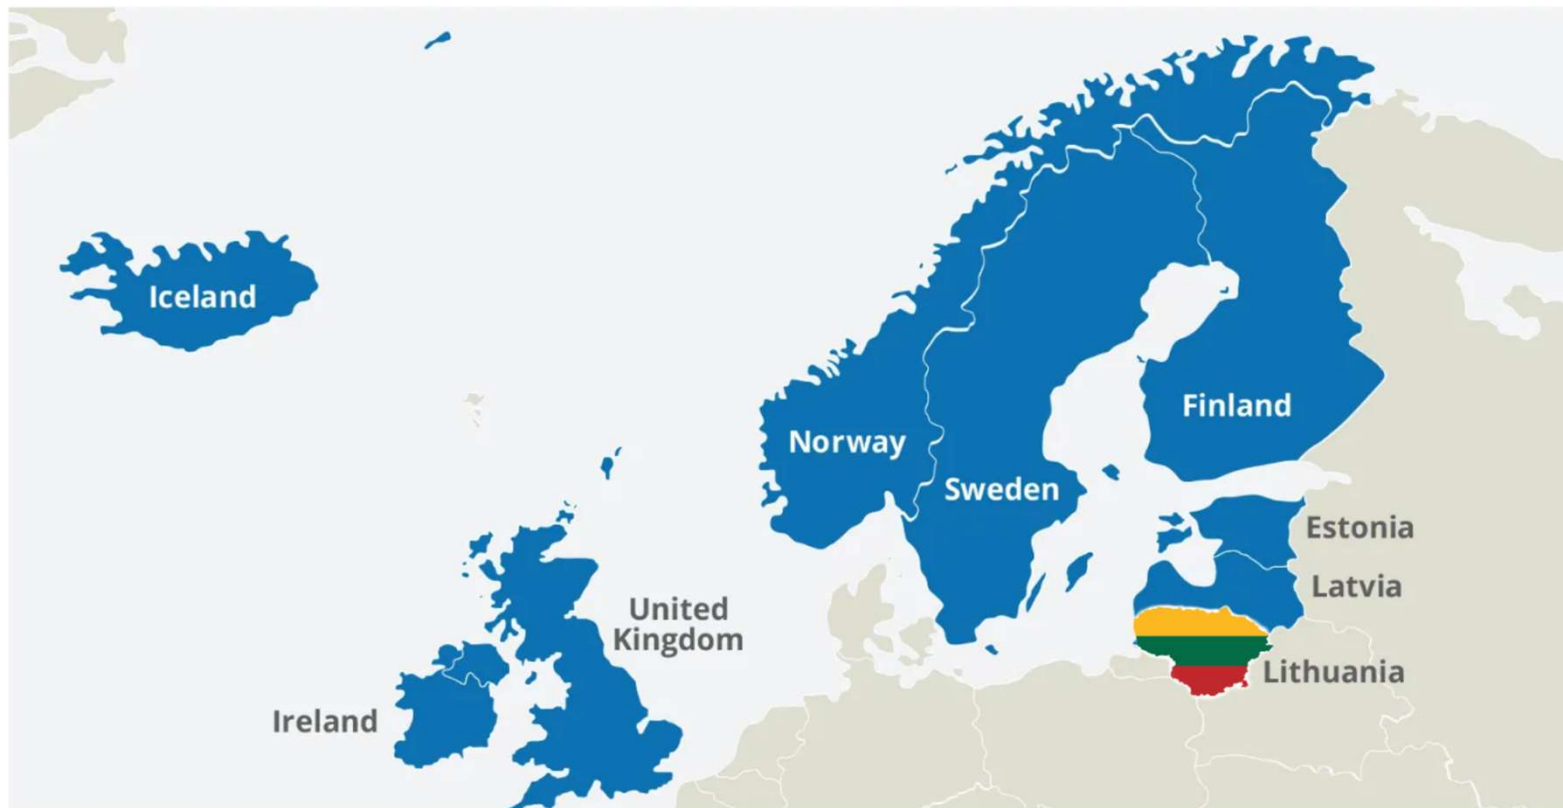 Iceland
Norway
Sweden
Finland
Estonia
Latvia
Lithuania
United
Kingdom
Ireland